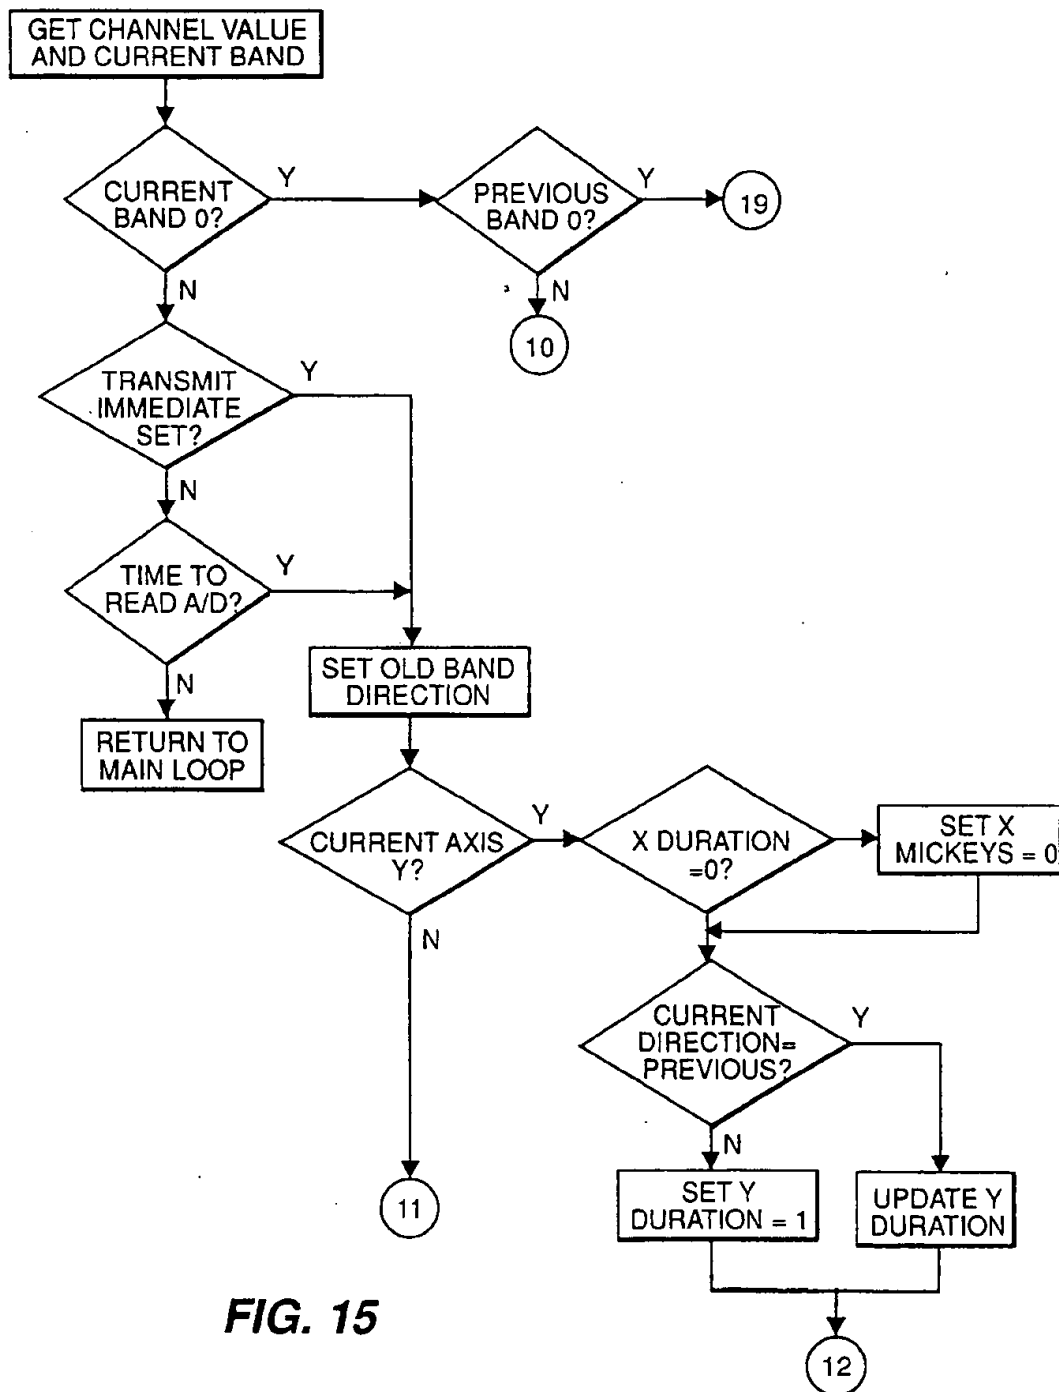 GET CHANNEL VALUE
AND CURRENT BAND
CURRENT
BAND 0?
Y
PREVIOUS
BAND 0?
Y
19
N
N
10
TRANSMIT
IMMEDIATE
SET?
Y
N
TIME TO
READ A/D?
Y
N
SET OLD BAND
DIRECTION
RETURN TO
MAIN LOOP
CURRENT AXIS
Y?
Y
X DURATION
=0?
SET X
MICKEYS = 0
N
CURRENT
DIRECTION=
PREVIOUS?
Y
N
SET Y
DURATION = 1
UPDATE Y
DURATION
11
12
FIG. 15